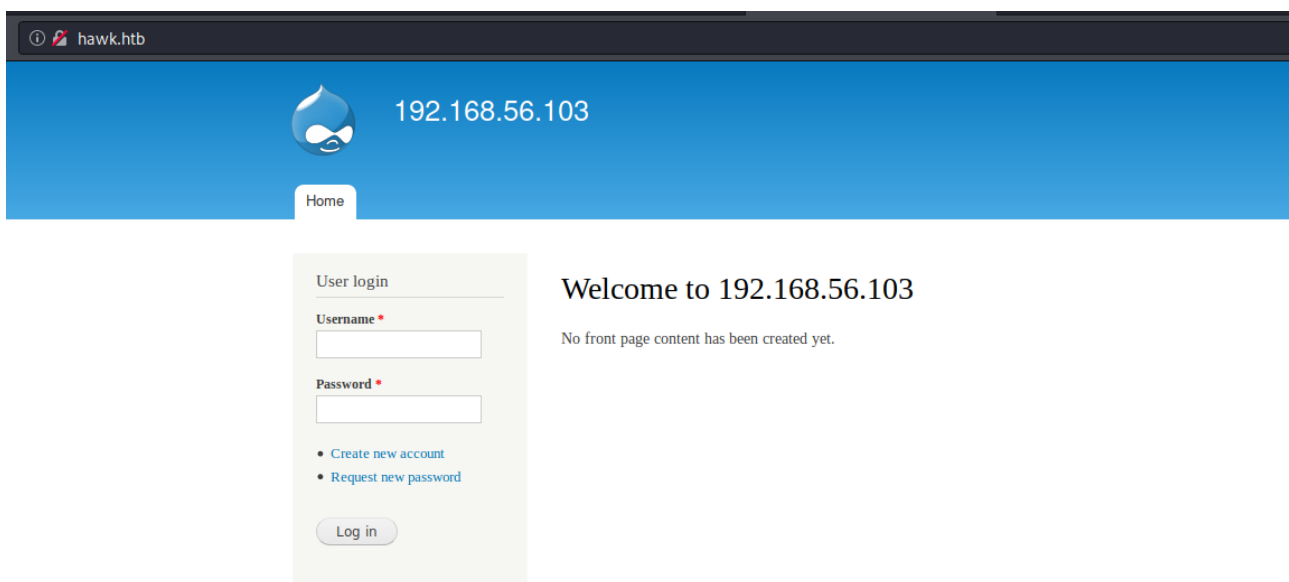 hawk.htb
192.168.56.103
Home
User login
Username *
Password *
Create new account
Request new password
Log in
Welcome to 192.168.56.103
No front page content has been created yet.